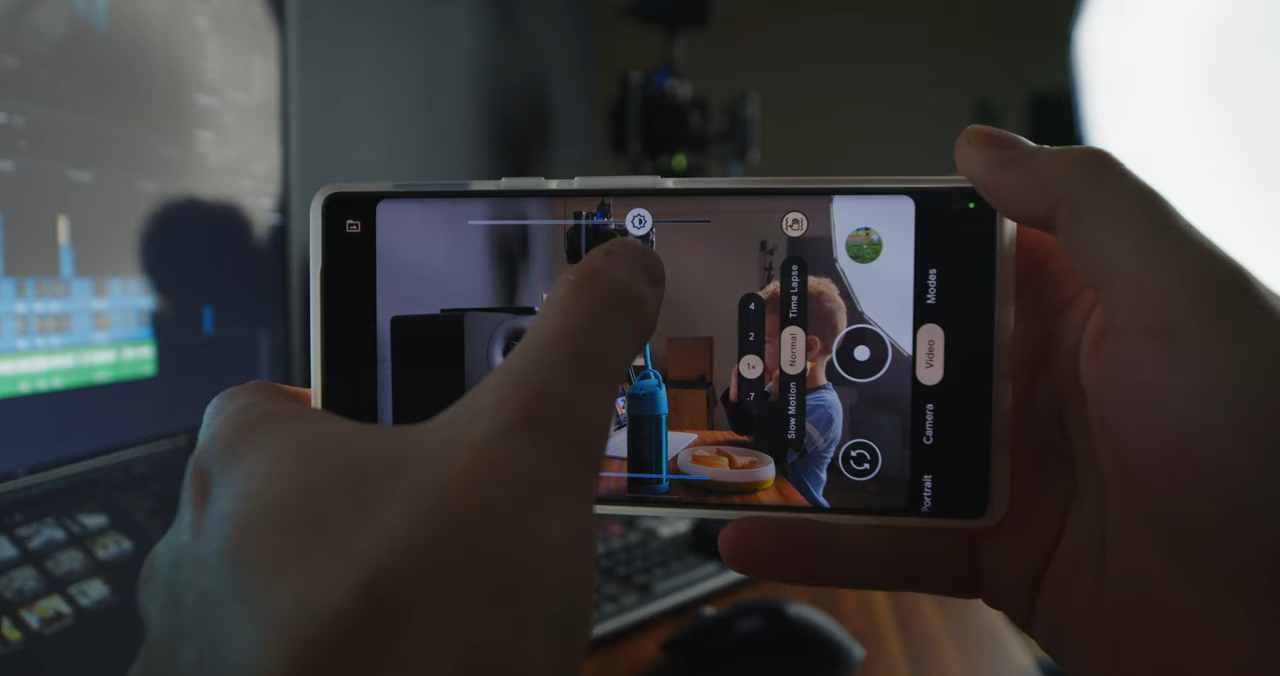 4
2
1×
.7
Time Lapse
Normal
Slow Motion
Modes
Video
Camera
Portrait